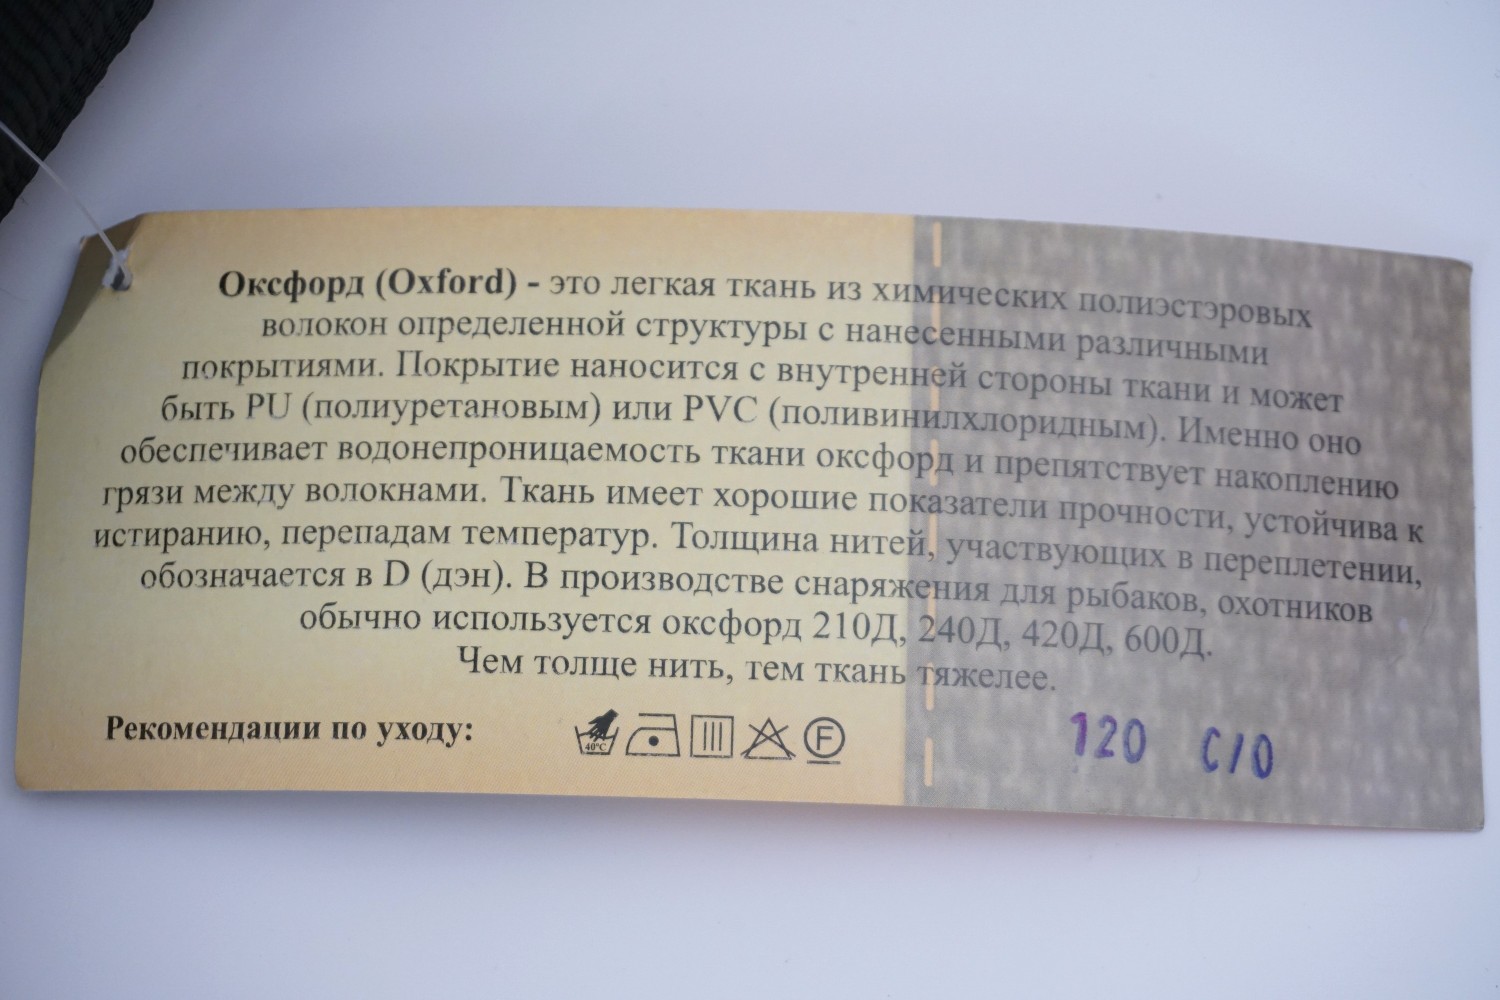 Оксфорд (Oxford) - это легкая ткань из химических полиэстэровых
волокон определенной структуры с нанесенными различными
покрытиями. Покрытие наносится с внутренней стороны ткани и может
быть PU (полиуретановым) или PVC (поливинилхлоридным). Именно оно
обеспечивает водонепроницаемость ткани оксфорд и препятствует накоплению
грязи между волокнами. Ткань имеет хорошие показатели прочности, устойчива к
истиранию, перепадам температур. Толщина нитей, участвующих в переплетении,
обозначается в D (дэн). В производстве снаряжения для рыбаков, охотников
обычно используется оксфорд 210Д, 240Д, 420Д, 600Д.
Чем толще нить, тем ткань тяжелее.
Рекомендации по уходу: 40°C F
120 С/О